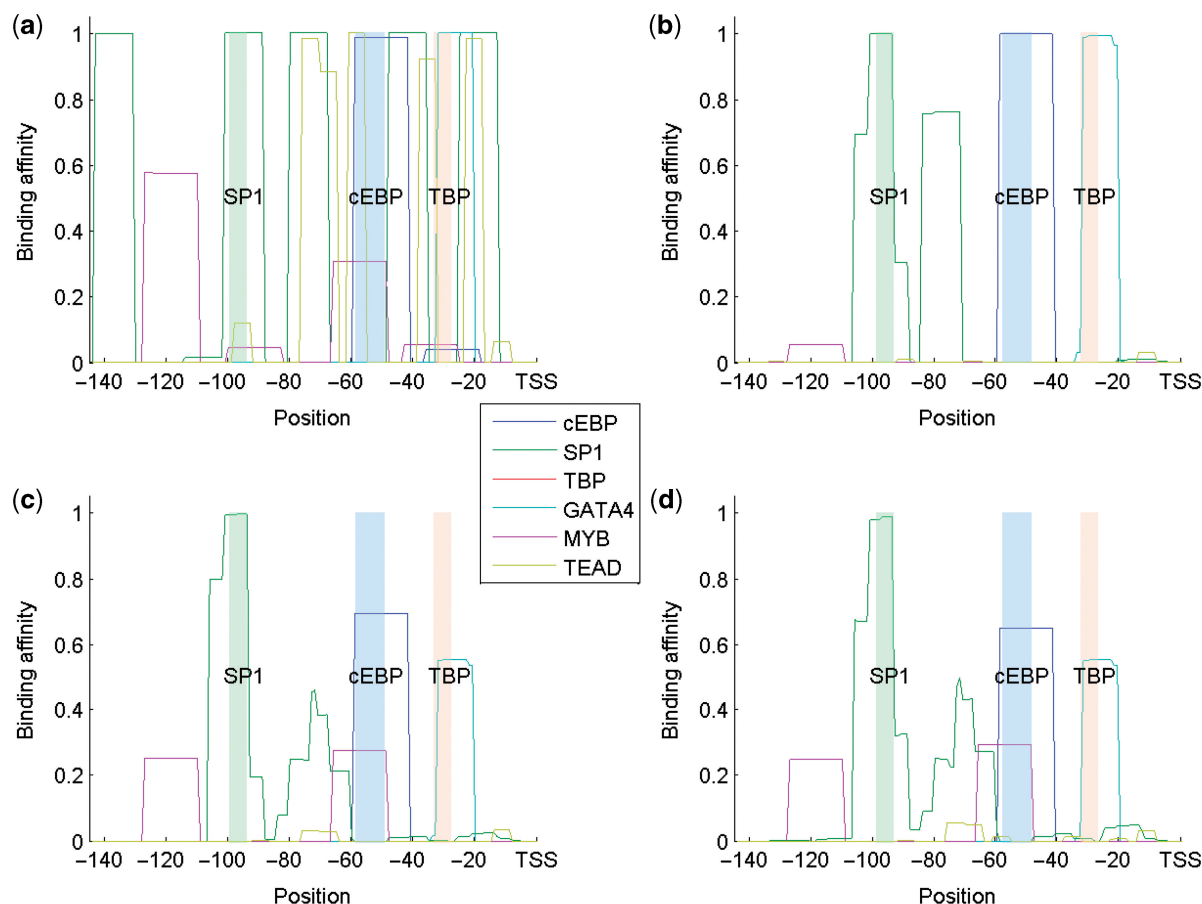 (a)
Binding affinity
1
0.8
0.6
0.4
0.2
0
SP1 cEBP TBP
−140 −120 −100 −80 −60 −40 −20 TSS
Position
(b)
Binding affinity
1
0.8
0.6
0.4
0.2
0
SP1 cEBP TBP
−140 −120 −100 −80 −60 −40 −20 TSS
Position
cEBP
SP1
TBP
GATA4
MYB
TEAD
(c)
Binding affinity
1
0.8
0.6
0.4
0.2
0
SP1 cEBP TBP
−140 −120 −100 −80 −60 −40 −20 TSS
Position
(d)
Binding affinity
1
0.8
0.6
0.4
0.2
0
SP1 cEBP TBP
−140 −120 −100 −80 −60 −40 −20 TSS
Position